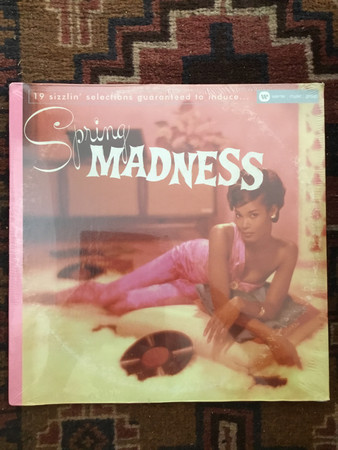 19 sizzlin' selections guaranteed to induce...
Spring
MADNESS